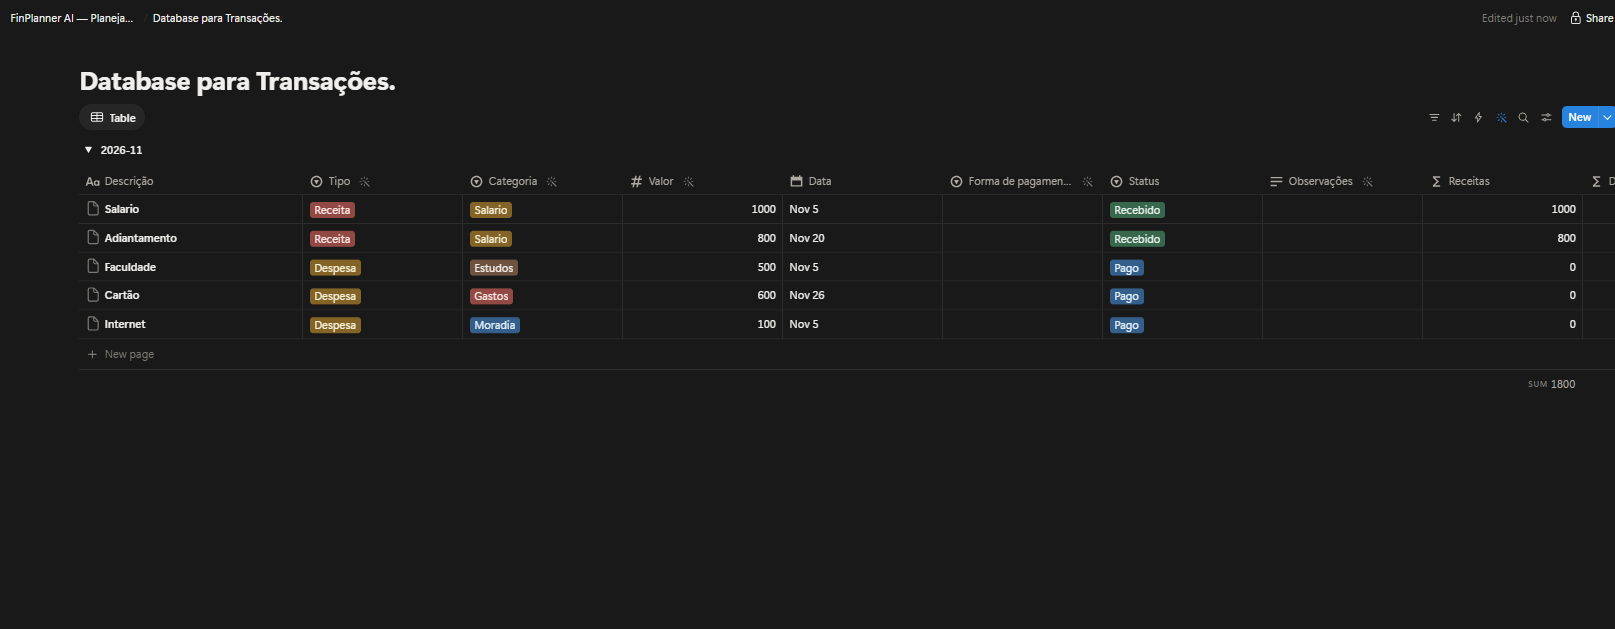 FinPlanner AI — Planeja... / Database para Transações.
Edited just now Share
Database para Transações.
Table
New
2026-11
Aa Descrição Tipo Categoria # Valor Data Forma de pagamen... Status Observações Σ Receitas Σ D
Salario Receita Salario 1000 Nov 5 Recebido 1000
Adiantamento Receita Salario 800 Nov 20 Recebido 800
Faculdade Despesa Estudos 500 Nov 5 Pago 0
Cartão Despesa Gastos 600 Nov 26 Pago 0
Internet Despesa Moradia 100 Nov 5 Pago 0
+ New page
SUM 1800